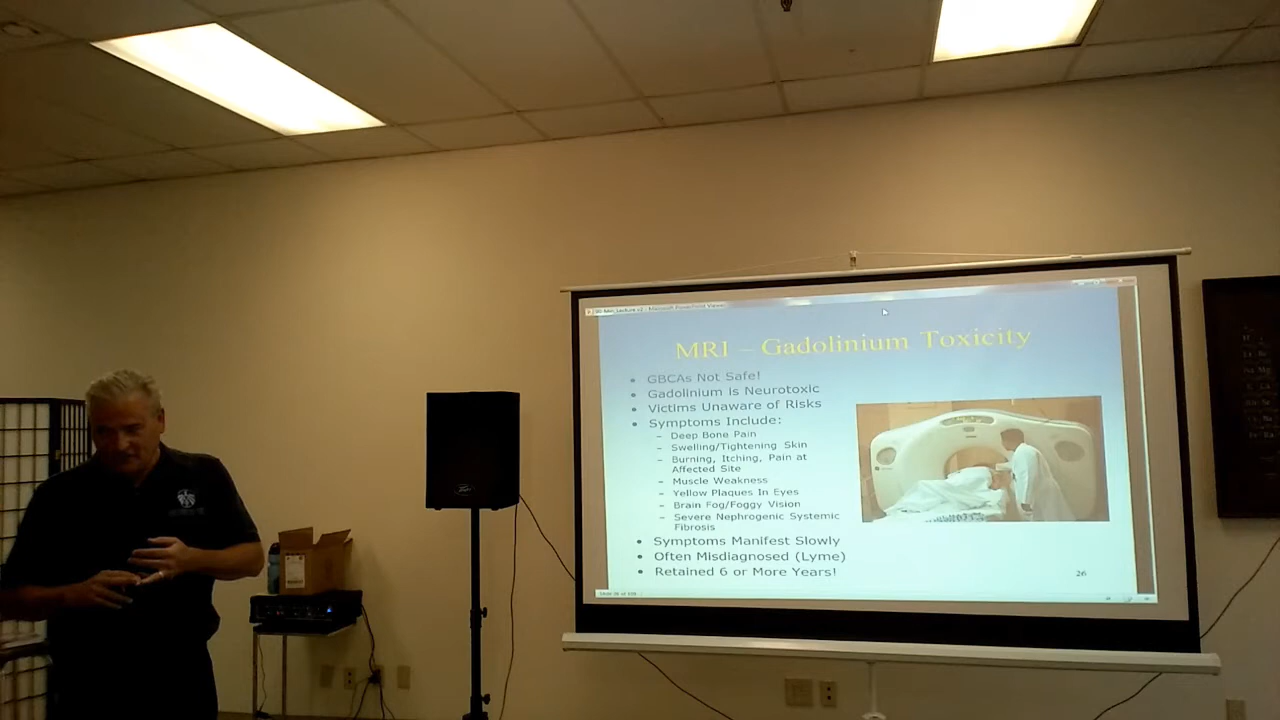 MRI – Gadolinium Toxicity
• GBCAs Not Safe!
• Gadolinium is Neurotoxic
• Victims Unaware of Risks
• Symptoms Include:
– Deep Bone Pain
– Swelling/Tightening Skin
– Burning, Itching, Pain at
Affected Site
– Muscle Weakness
– Yellow Plaques In Eyes
– Brain Fog/Foggy Vision
– Severe Nephrogenic Systemic
Fibrosis
• Symptoms Manifest Slowly
• Often Misdiagnosed (Lyme)
• Retained 6 or More Years!
26